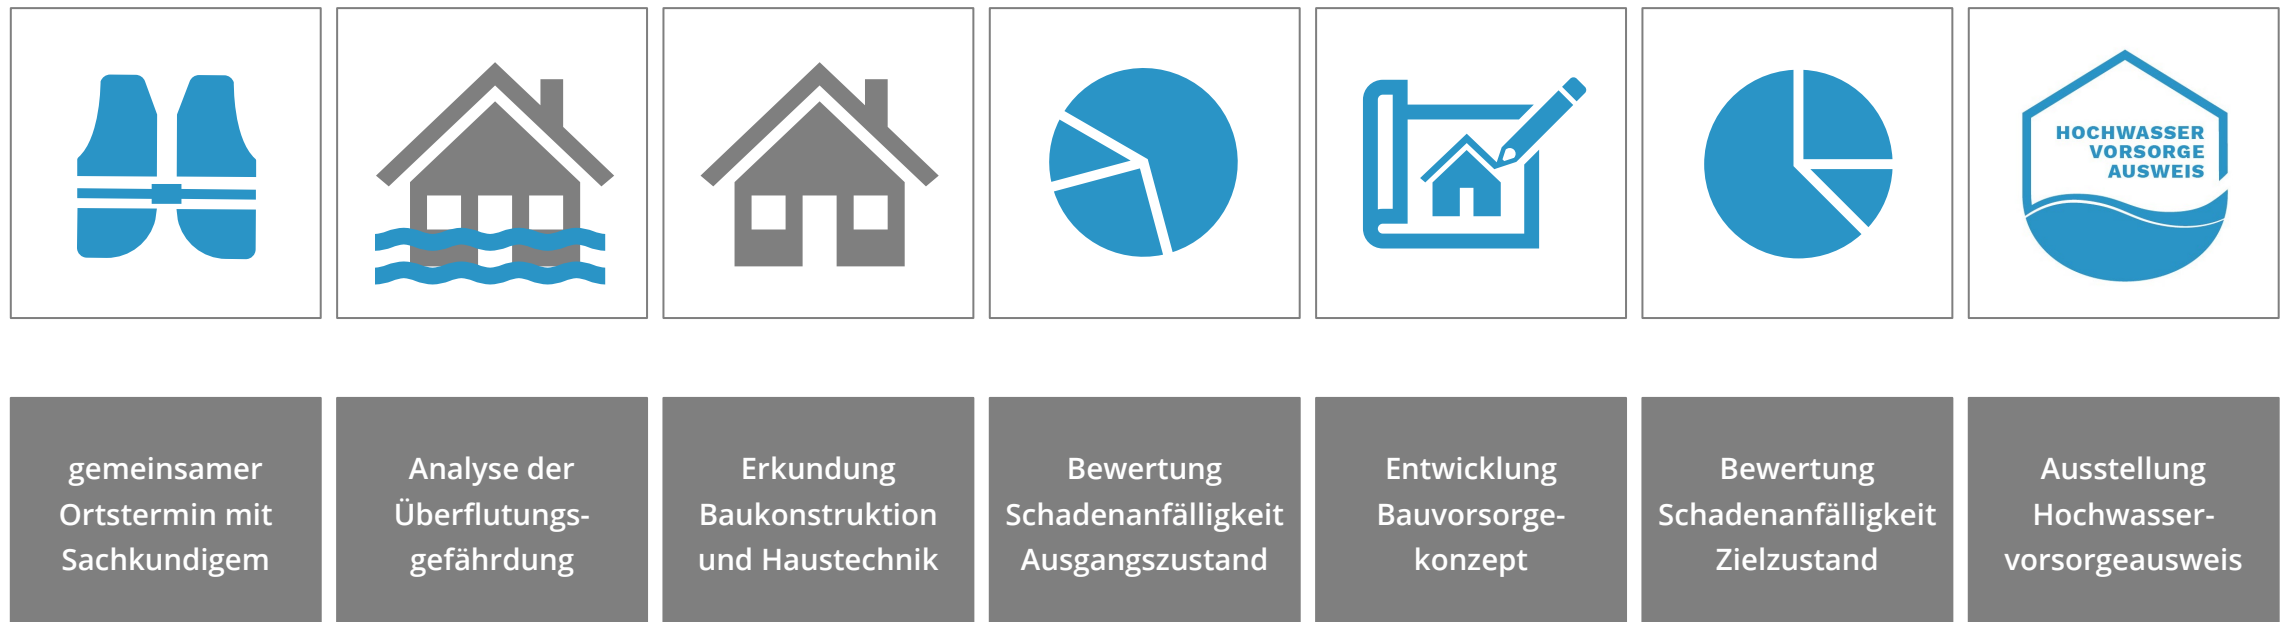 HOCHWASSER
VORSORGE
AUSWEIS
gemeinsamer
Ortstermin mit
Sachkundigem
Analyse der
Überflutungs-
gefährdung
Erkundung
Baukonstruktion
und Haustechnik
Bewertung
Schadenanfälligkeit
Ausgangszustand
Entwicklung
Bauvorsorge-
konzept
Bewertung
Schadenanfälligkeit
Zielzustand
Ausstellung
Hochwasser-
vorsorgeausweis